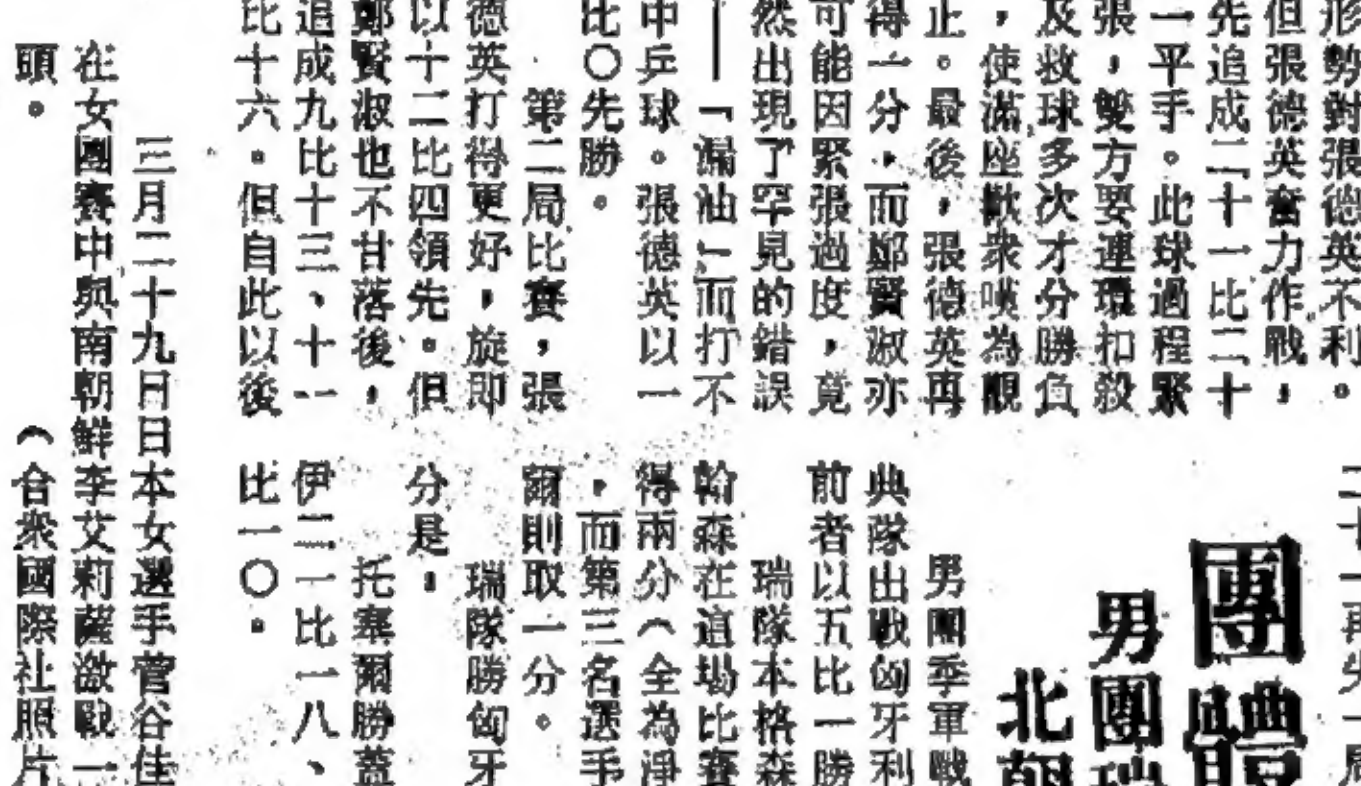 形勢對張德英不利。
但張德英奮力作戰,
先追成二十一比二十
一平手。此球過程緊
張,雙方要連環扣殺
及救球多次才分勝負
,使滿座歡衆嘆為觀
止。最後,張德英再
得一分,而鄭賢淑亦
可能因緊張過度,竟
然出現了罕見的錯誤
——「漏油」而打不
中乒球。張德英以一
比○先勝。
第二局比賽,張
德英打得更好,旋即
以十二比四領先。但
鄭賢淑也不甘落後,
追成九比十三、十一
比十六。但自此以後
二十一再失一局
團體
男團瑞
北朝
男團季軍戰
典隊出戰匈牙利
前者以五比一勝
瑞隊本格森
翰森在這場比賽
得兩分(全為淨
,而第三名選手
爾則取一分。
瑞隊勝匈牙
分是:
托塞爾勝蓋
伊二一比一八、
比一○。
三月二十九日日本女選手菅谷佳
在女團賽中與南朝鮮李艾莉薩激戰一
頭。 (合衆國際社照片